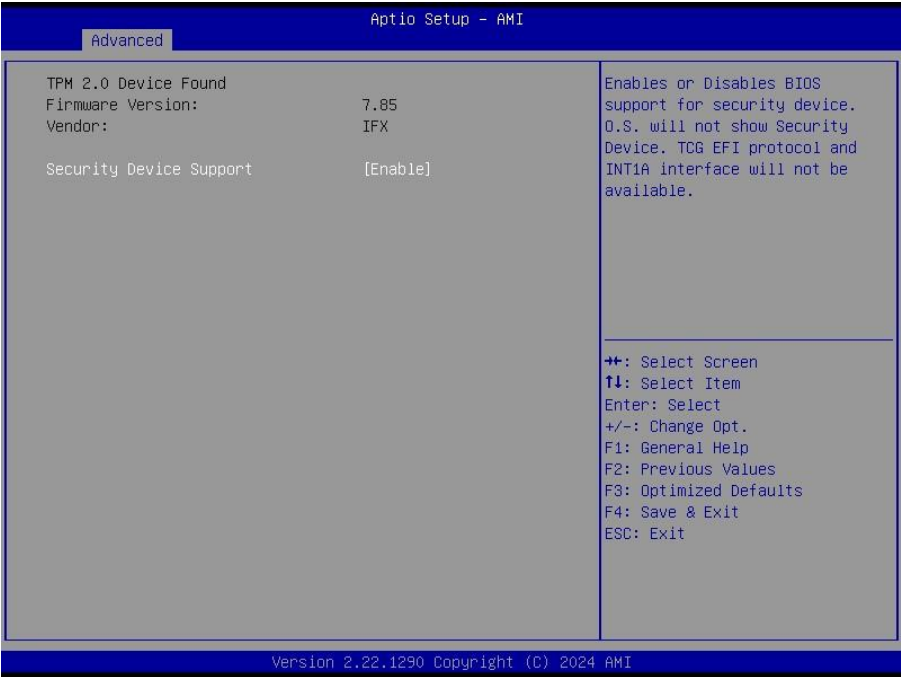 Aptio Setup - AMI
Advanced
TPM 2.0 Device Found
Firmware Version: 7.85
Vendor: IFX
Security Device Support [Enable]
Enables or Disables BIOS
support for security device.
O.S. will not show Security
Device. TCG EFI protocol and
INT1A interface will not be
available.
→←: Select Screen
↑↓: Select Item
Enter: Select
+/-: Change Opt.
F1: General Help
F2: Previous Values
F3: Optimized Defaults
F4: Save & Exit
ESC: Exit
Version 2.22.1290 Copyright (C) 2024 AMI